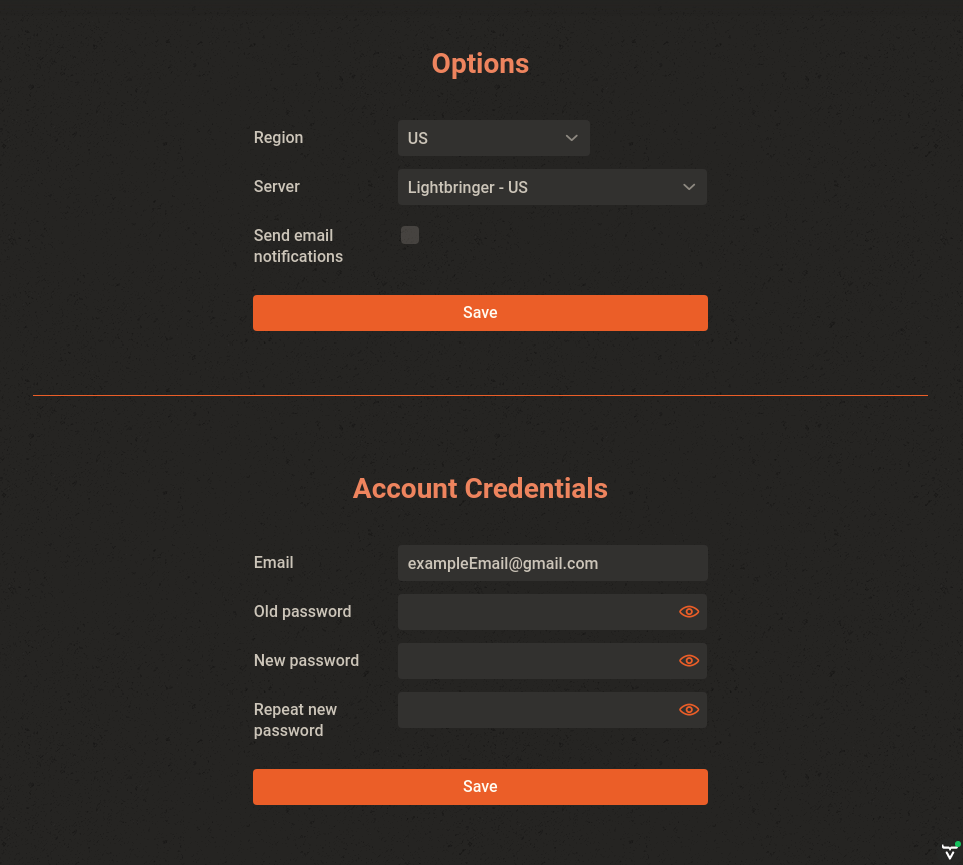 Options
Region
US
Server
Lightbringer - US
Send email
notifications
Save
Account Credentials
Email
exampleEmail@gmail.com
Old password
New password
Repeat new
password
Save